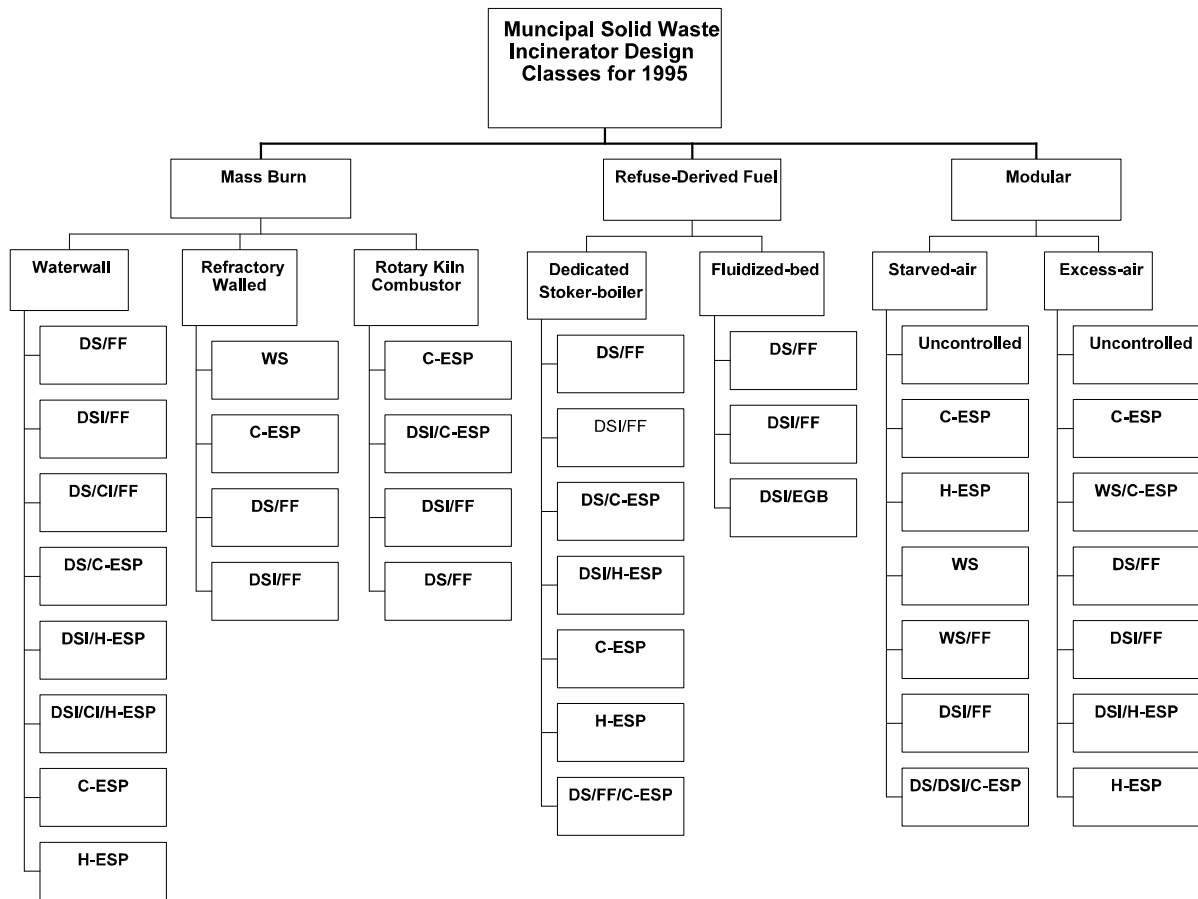 Muncipal Solid Waste
Incinerator Design
Classes for 1995
Mass Burn
Refuse-Derived Fuel
Modular
Waterwall
Refractory
Walled
Rotary Kiln
Combustor
Dedicated
Stoker-boiler
Fluidized-bed
Starved-air
Excess-air
DS/FF
DSI/FF
DS/CI/FF
DS/C-ESP
DSI/H-ESP
DSI/CI/H-ESP
C-ESP
H-ESP
WS
C-ESP
DS/FF
DSI/FF
C-ESP
DSI/C-ESP
DSI/FF
DS/FF
DS/FF
DSI/FF
DS/C-ESP
DSI/H-ESP
C-ESP
H-ESP
DS/FF/C-ESP
DS/FF
DSI/FF
DSI/EGB
Uncontrolled
C-ESP
H-ESP
WS
WS/FF
DSI/FF
DS/DSI/C-ESP
Uncontrolled
C-ESP
WS/C-ESP
DS/FF
DSI/FF
DSI/H-ESP
H-ESP